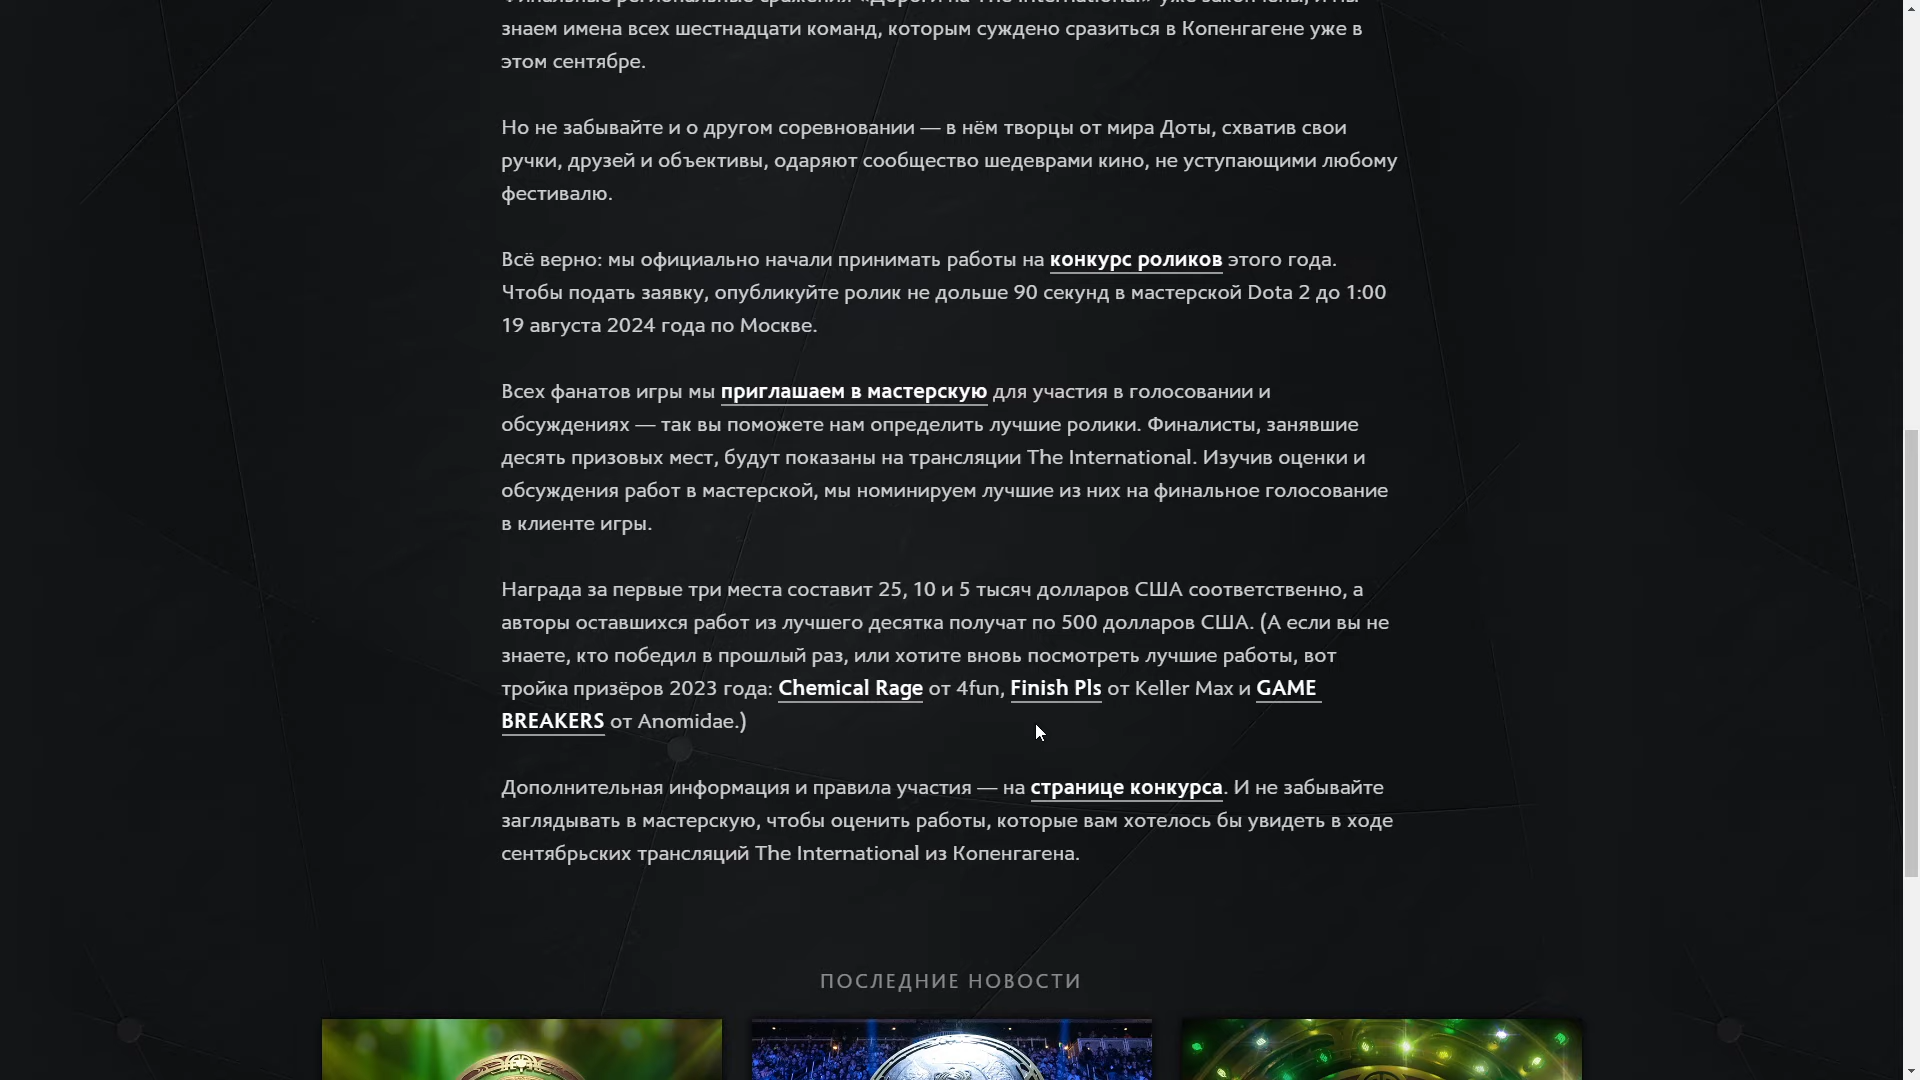 знаем имена всех шестнадцати команд, которым суждено сразиться в Копенгагене уже в
этом сентябре.
Но не забывайте и о другом соревновании — в нём творцы от мира Доты, схватив свои
ручки, друзей и объективы, одаряют сообщество шедеврами кино, не уступающими любому
фестивалю.
Всё верно: мы официально начали принимать работы на конкурс роликов этого года.
Чтобы подать заявку, опубликуйте ролик не дольше 90 секунд в мастерской Dota 2 до 1:00
19 августа 2024 года по Москве.
Всех фанатов игры мы приглашаем в мастерскую для участия в голосовании и
обсуждениях — так вы поможете нам определить лучшие ролики. Финалисты, занявшие
десять призовых мест, будут показаны на трансляции The International. Изучив оценки и
обсуждения работ в мастерской, мы номинируем лучшие из них на финальное голосование
в клиенте игры.
Награда за первые три места составит 25, 10 и 5 тысяч долларов США соответственно, а
авторы оставшихся работ из лучшего десятка получат по 500 долларов США. (А если вы не
знаете, кто победил в прошлый раз, или хотите вновь посмотреть лучшие работы, вот
тройка призёров 2023 года: Chemical Rage от 4fun, Finish Pls от Keller Max и GAME
BREAKERS от Anomidae.)
Дополнительная информация и правила участия — на странице конкурса. И не забывайте
заглядывать в мастерскую, чтобы оценить работы, которые вам хотелось бы увидеть в ходе
сентябрьских трансляций The International из Копенгагена.
ПОСЛЕДНИЕ НОВОСТИ